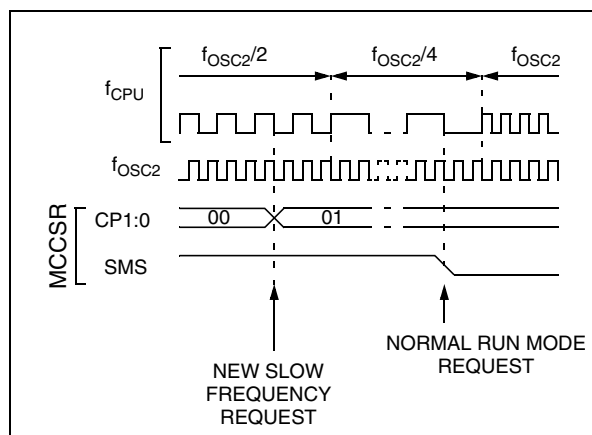 fOSC2/2
fOSC2/4
fOSC2
fCPU
fOSC2
MCCSR
CP1:0
00
01
SMS
NORMAL RUN MODE
REQUEST
NEW SLOW
FREQUENCY
REQUEST